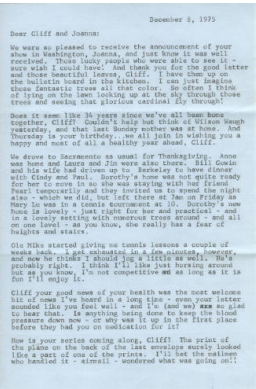 December 8, 1975
Dear Cliff and Joanna:
We were so pleased to receive the announcement of your
show in Washington, Joanna, and just know it was well
received. Those lucky people who were able to see it -
sure wish I could have! And thank you for the good letter
and those beautiful leaves, Cliff. I have them up on
the bulletin board in the kitchen. I can just imagine
those fantastic trees all that color. So often I think
of lying on the lawn looking up at the sky through those
trees and seeing that glorious cardinal fly through!
Does it seem like 34 years since we've all been home
together, Cliff? Couldn't help but think of Wilson Waugh
yesterday, and that last Sunday mother was at home. And
Thursday is your birthday...we all join in wishing you a
happy and most of all a healthy year ahead, Cliff.
We drove to Sacramento as usual for Thanksgiving. Anne
was home and Laura and Jim were also there. Bill Cowin
and his wife had driven up to Berkeley to have dinner
with Cindy and Paul. Dorothy's home was not quite ready
for her to move in so she was staying with her friend
Pearl temporarily and they invited us to spend the night
also - which we did, but left there at 7am on Friday as
Mary Lu was in a tennis tournament at 10. Dorothy's new
home is lovely - just right for her and practical - and
in a lovely setting with numerous trees around - and all
on one level - as you know, she really has a fear of
heights and stairs.
Ole Miks started giving me tennis lessons a couple of
weeks back. I get exhausted in a few minutes, however,
and now he thinks I should jog a little as well. He's
probably right. I think I'll like just horsing around
but as you know, I'm not competitive and as long as it is
fun I'll enjoy it.
Cliff your good news of your health was the most welcome
bit of news I've heard in a long time - even your letter
sounded like you feel well - and I'm (and we) are so glad
to hear that. Is anything being done to keep the blood
pressure down now - or why was it up in the first place
before they had you on medication for it?
How is your series coming along, Cliff? The print of
the plane on the back of the last envelope surely looked
like a part of one of the prints. I'll bet the mailmen
who handled it - airmail - wondered what was going on!!